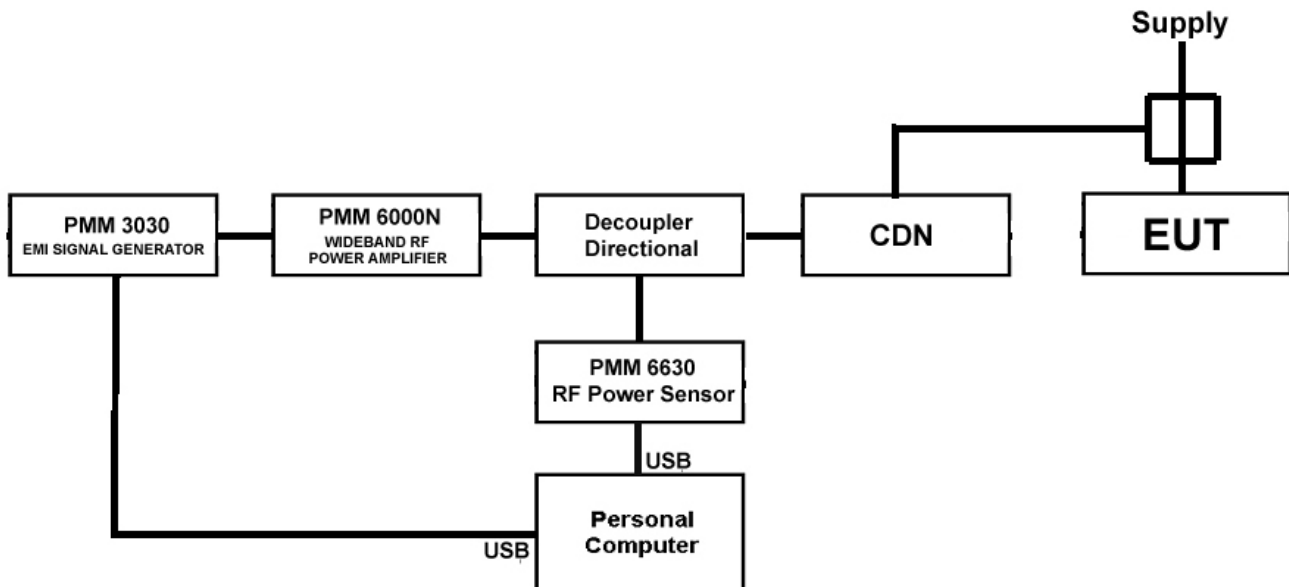 Supply
PMM 3030
EMI SIGNAL GENERATOR
PMM 6000N
WIDEBAND RF
POWER AMPLIFIER
Decoupler
Directional
CDN
EUT
PMM 6630
RF Power Sensor
USB
Personal
Computer
USB